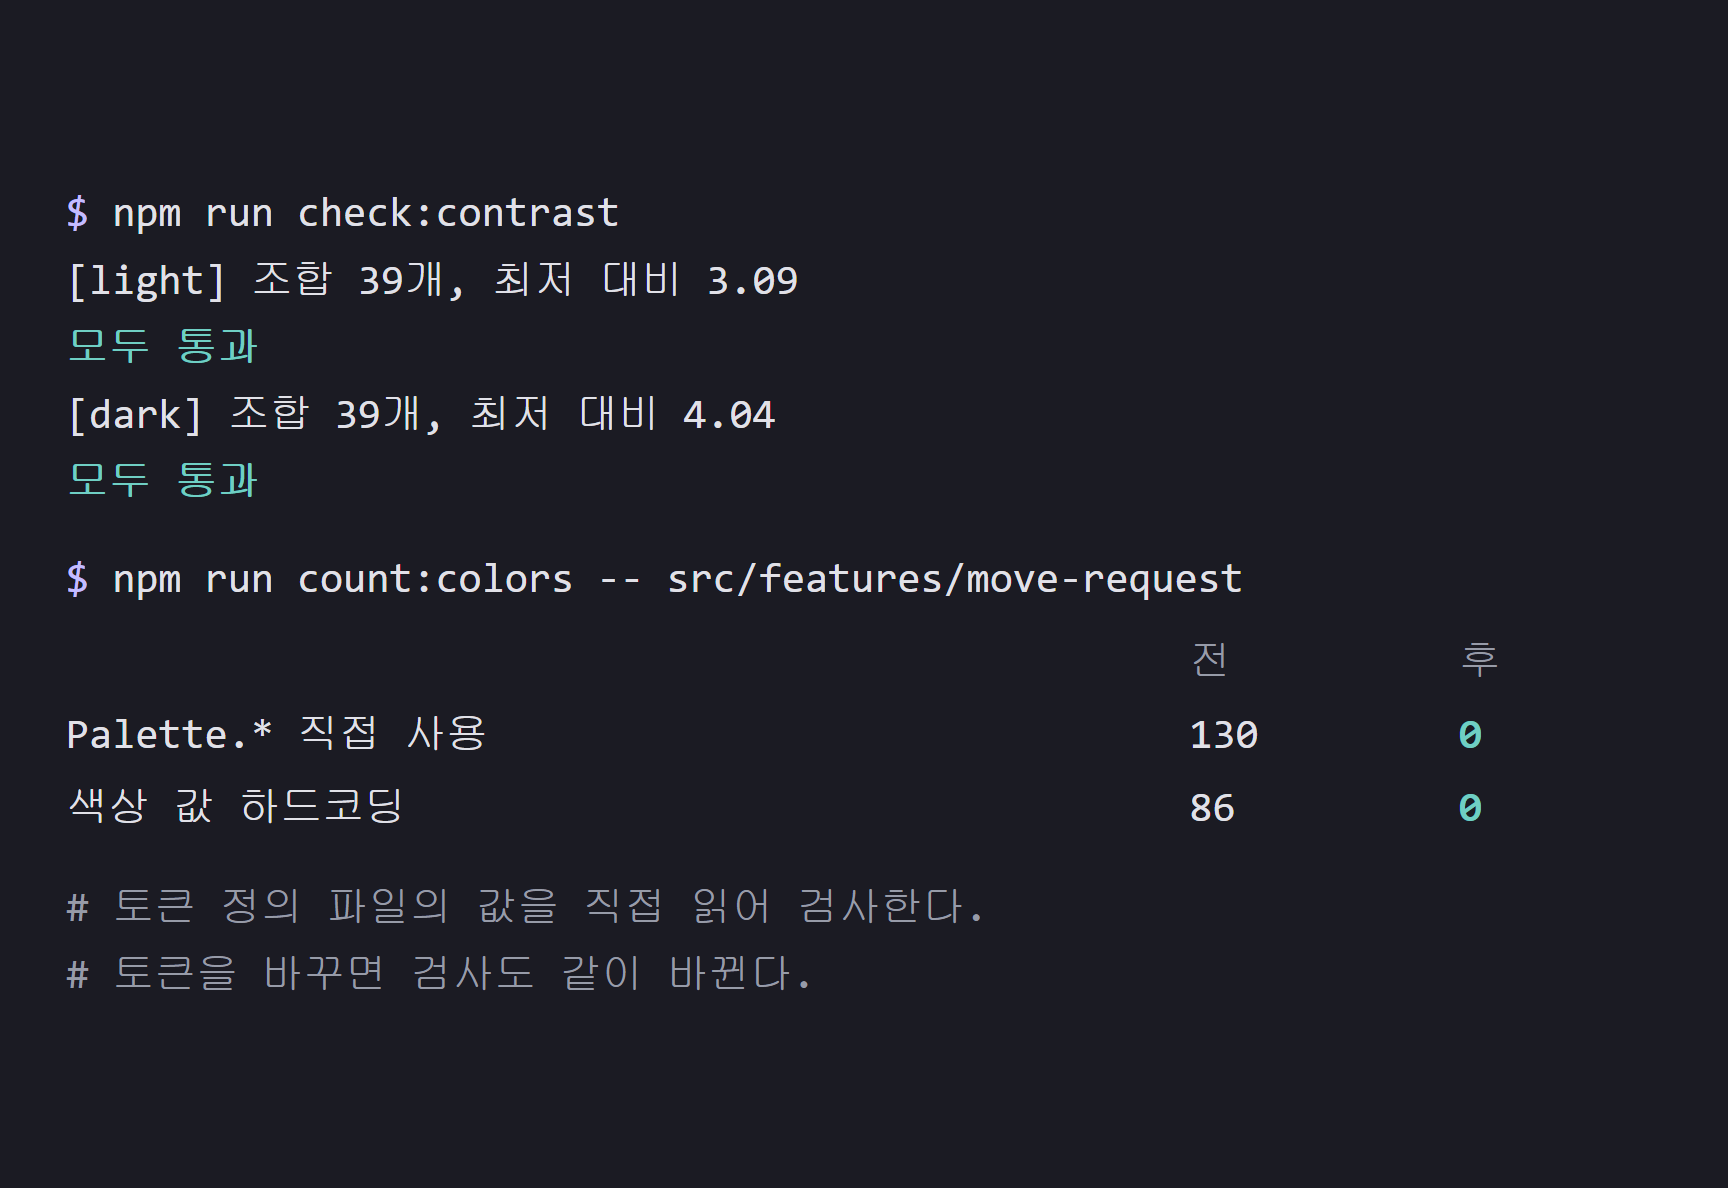 $ npm run check:contrast
[light] 조합 39개, 최저 대비 3.09
모두 통과
[dark] 조합 39개, 최저 대비 4.04
모두 통과
$ npm run count:colors -- src/features/move-request
전 후
Palette.* 직접 사용 130 0
색상 값 하드코딩 86 0
# 토큰 정의 파일의 값을 직접 읽어 검사한다.
# 토큰을 바꾸면 검사도 같이 바뀐다.